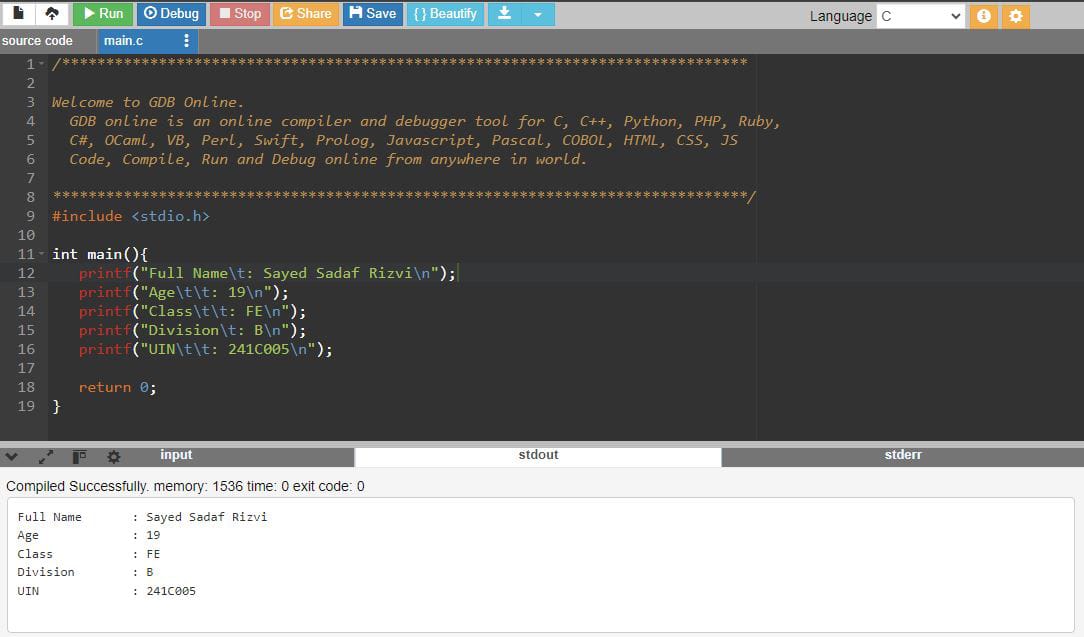 Run Debug Stop Share Save { } Beautify Language C
source code main.c
1 /******************************************************************************
2
3 Welcome to GDB Online.
4   GDB online is an online compiler and debugger tool for C, C++, Python, PHP, Ruby,
5   C#, OCaml, VB, Perl, Swift, Prolog, Javascript, Pascal, COBOL, HTML, CSS, JS
6   Code, Compile, Run and Debug online from anywhere in world.
7
8 *******************************************************************************/
9 #include <stdio.h>
10
11 int main(){
12    printf("Full Name\t: Sayed Sadaf Rizvi\n");
13    printf("Age\t\t: 19\n");
14    printf("Class\t\t: FE\n");
15    printf("Division\t: B\n");
16    printf("UIN\t\t: 241C005\n");
17
18    return 0;
19 }
input stdout stderr
Compiled Successfully. memory: 1536 time: 0 exit code: 0
Full Name       : Sayed Sadaf Rizvi
Age             : 19
Class           : FE
Division        : B
UIN             : 241C005